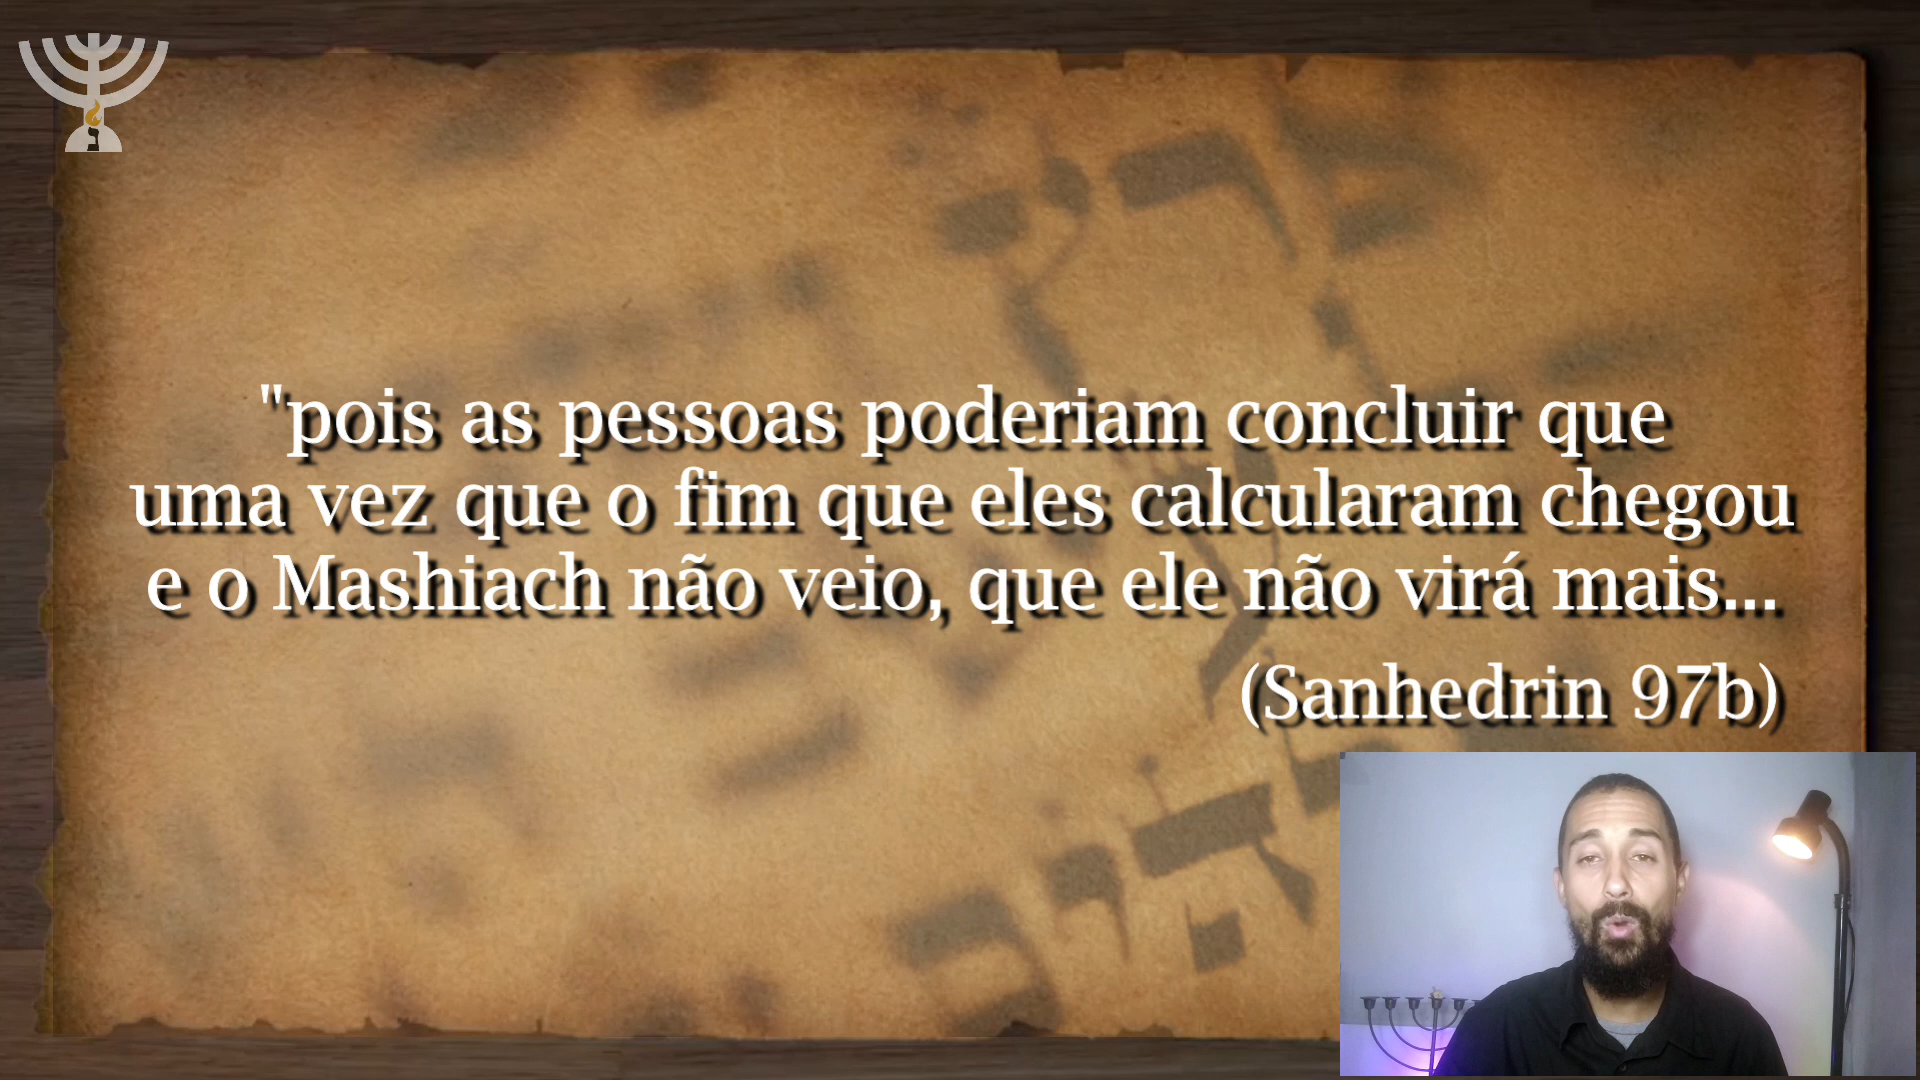 "pois as pessoas poderiam concluir que
uma vez que o fim que eles calcularam chegou
e o Mashiach não veio, que ele não virá mais...
(Sanhedrin 97b)